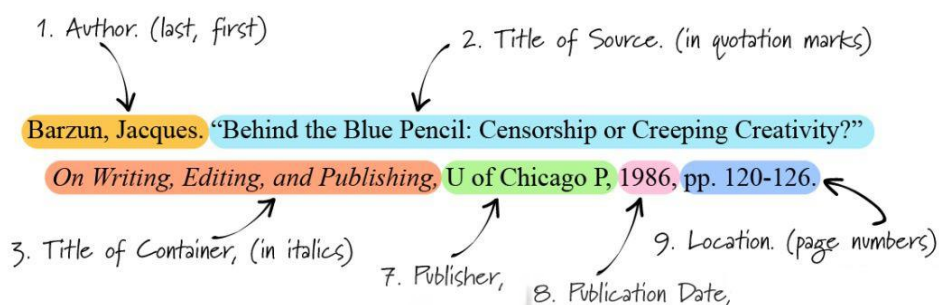 1. Author. (last, first)
2. Title of Source. (in quotation marks)
Barzun, Jacques. “Behind the Blue Pencil: Censorship or Creeping Creativity?”
On Writing, Editing, and Publishing, U of Chicago P, 1986, pp. 120-126.
3. Title of Container, (in italics)
7. Publisher,
8. Publication Date,
9. Location. (page numbers)